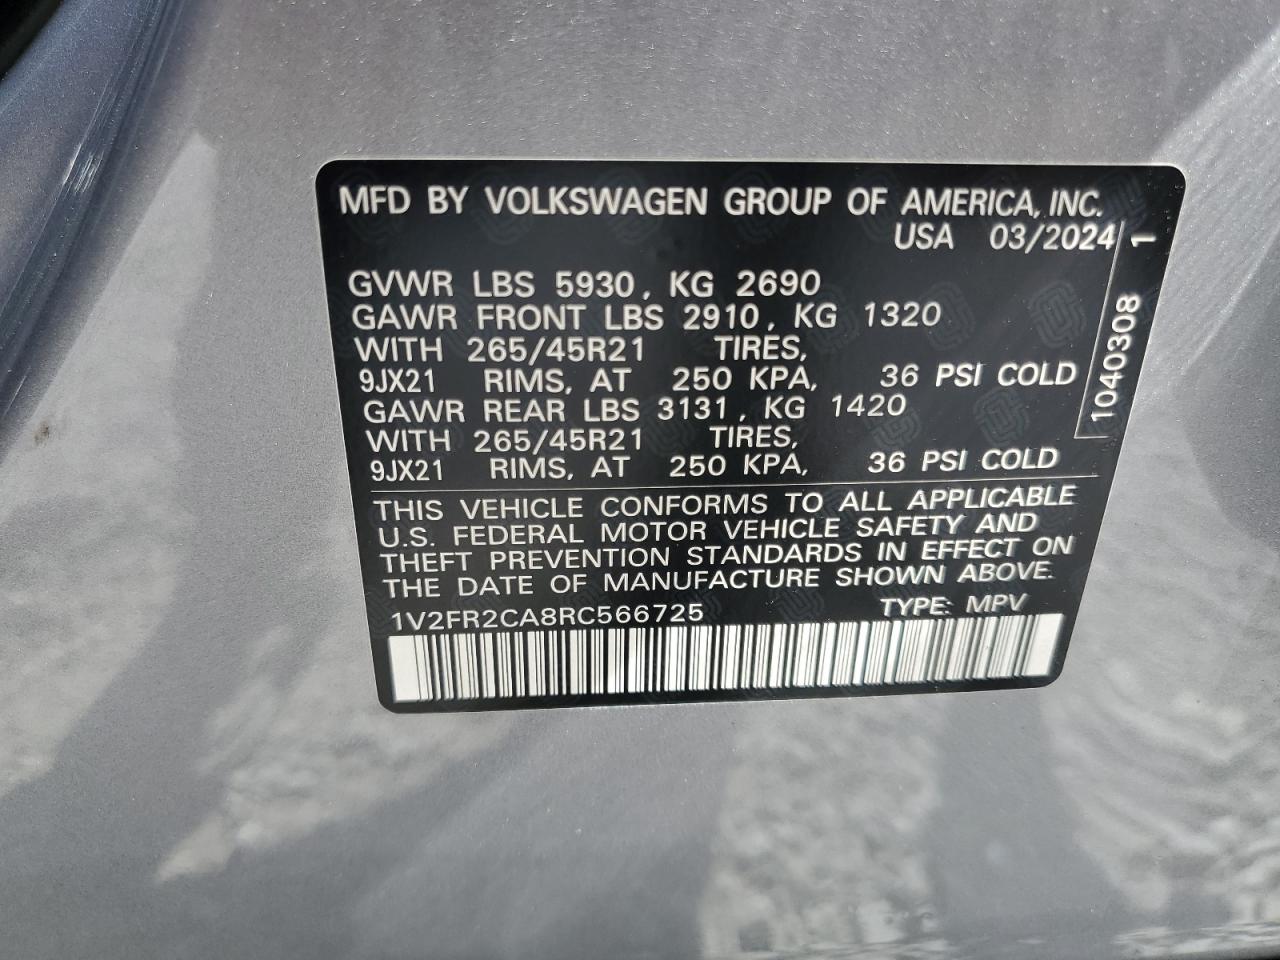 MFD BY VOLKSWAGEN GROUP OF AMERICA, INC.
USA 03/2024
GVWR LBS 5930, KG 2690
GAWR FRONT LBS 2910, KG 1320
WITH 265/45R21 TIRES,
9JX21 RIMS, AT 250 KPA, 36 PSI COLD
GAWR REAR LBS 3131, KG 1420
WITH 265/45R21 TIRES,
9JX21 RIMS, AT 250 KPA, 36 PSI COLD
1040308 1
THIS VEHICLE CONFORMS TO ALL APPLICABLE
U.S. FEDERAL MOTOR VEHICLE SAFETY AND
THEFT PREVENTION STANDARDS IN EFFECT ON
THE DATE OF MANUFACTURE SHOWN ABOVE.
1V2FR2CA8RC566725 TYPE: MPV